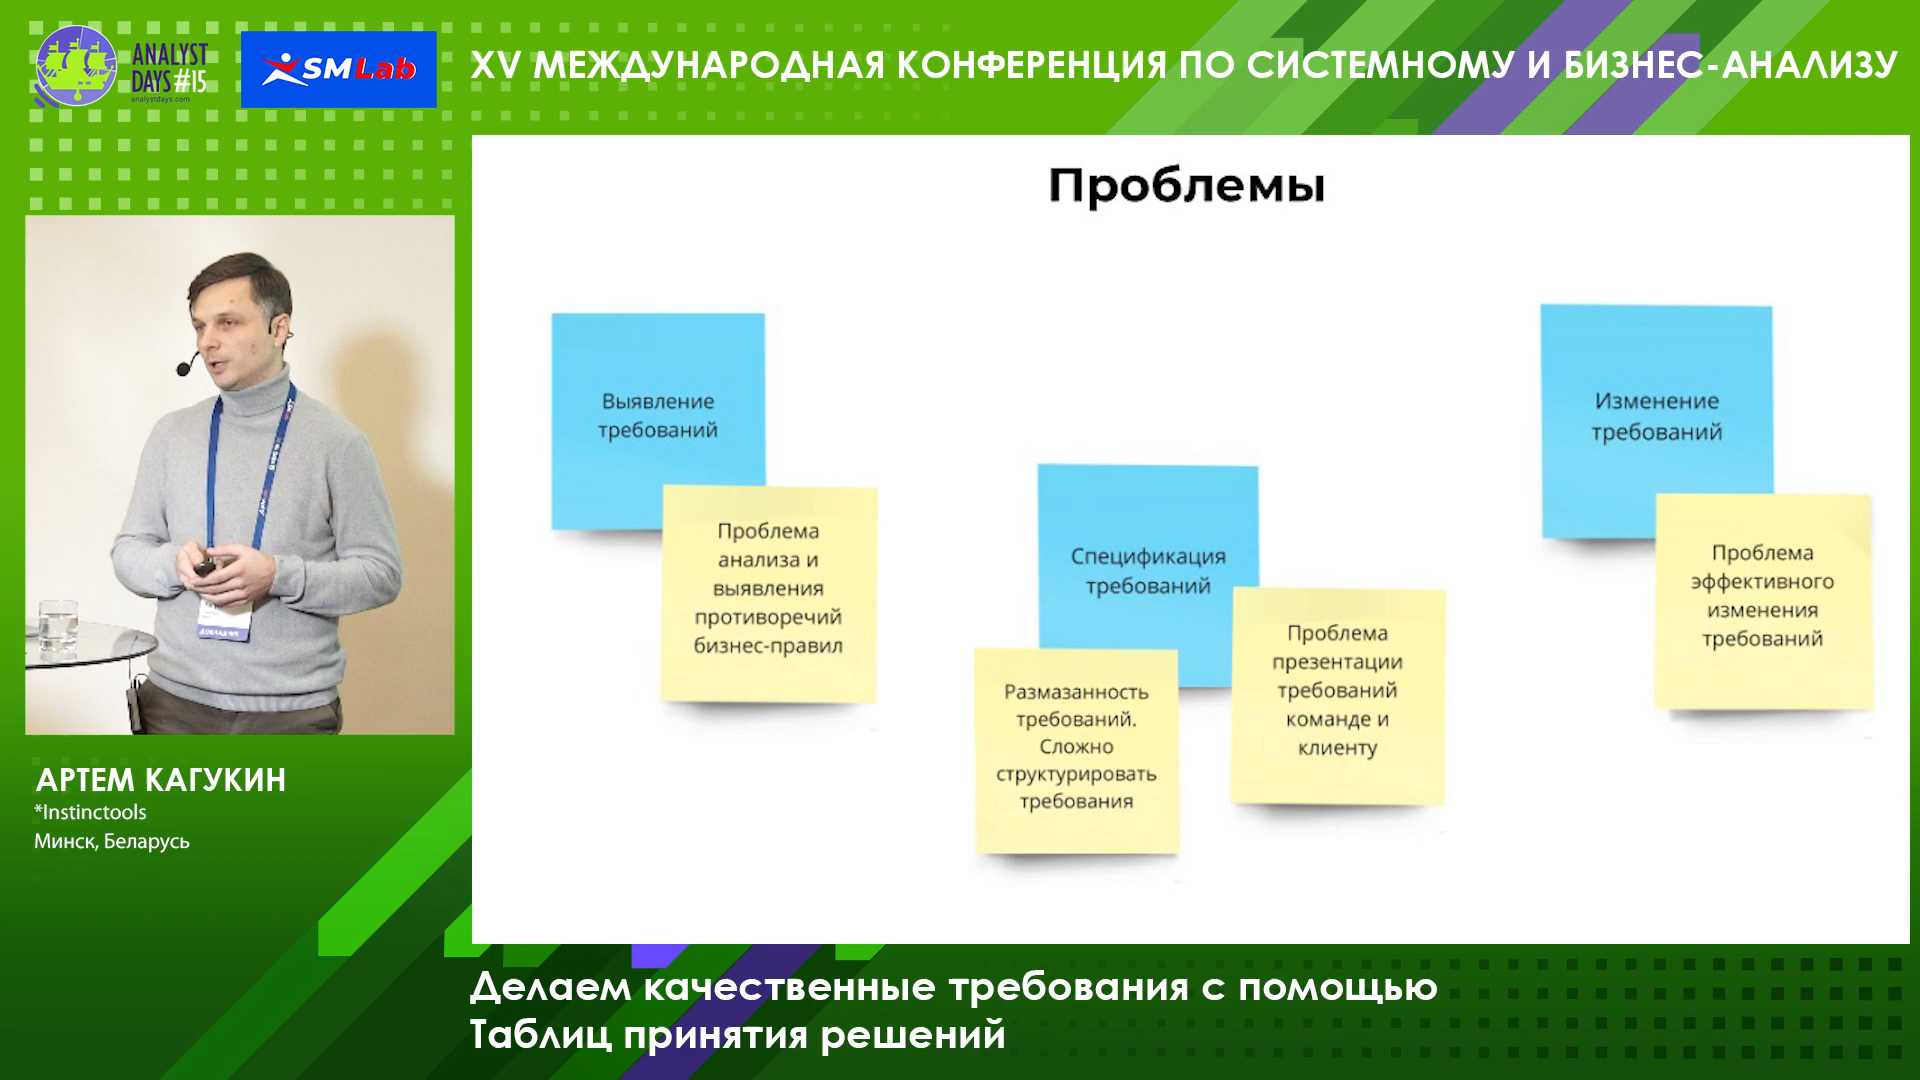 ANALYST
DAYS #15
analystdays.com
SMLab
XV МЕЖДУНАРОДНАЯ КОНФЕРЕНЦИЯ ПО СИСТЕМНОМУ И БИЗНЕС-АНАЛИЗУ
Проблемы
Выявление
требований
Проблема
анализа и
выявления
противоречий
бизнес-правил
Спецификация
требований
Размазанность
требований.
Сложно
структурировать
требования
Проблема
презентации
требований
команде и
клиенту
Изменение
требований
Проблема
эффективного
изменения
требований
ДОКЛАДЧИК
АРТЕМ КАГУКИН
*Instinctools
Минск, Беларусь
Делаем качественные требования с помощью
Таблиц принятия решений